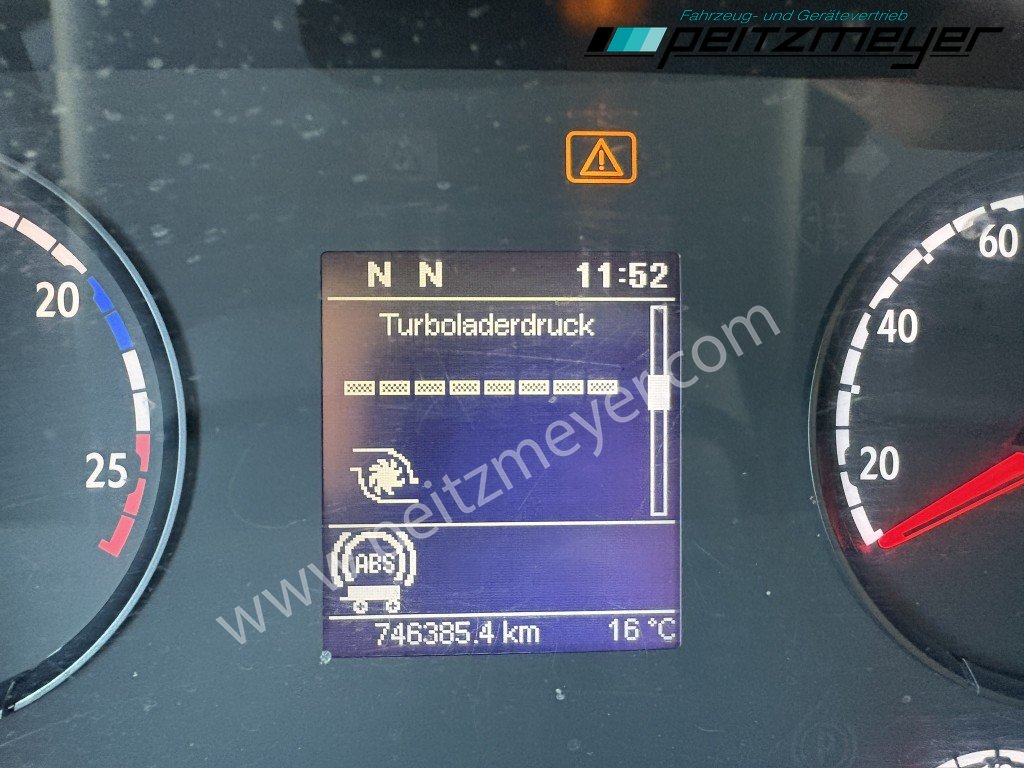 Fahrzeug- und Gerätevertrieb
peitzmeyer
N N 11:52
Turboladerdruck
ABS
746385.4 km 16 °C
20
25
60
40
20
www.peitzmeyer.com